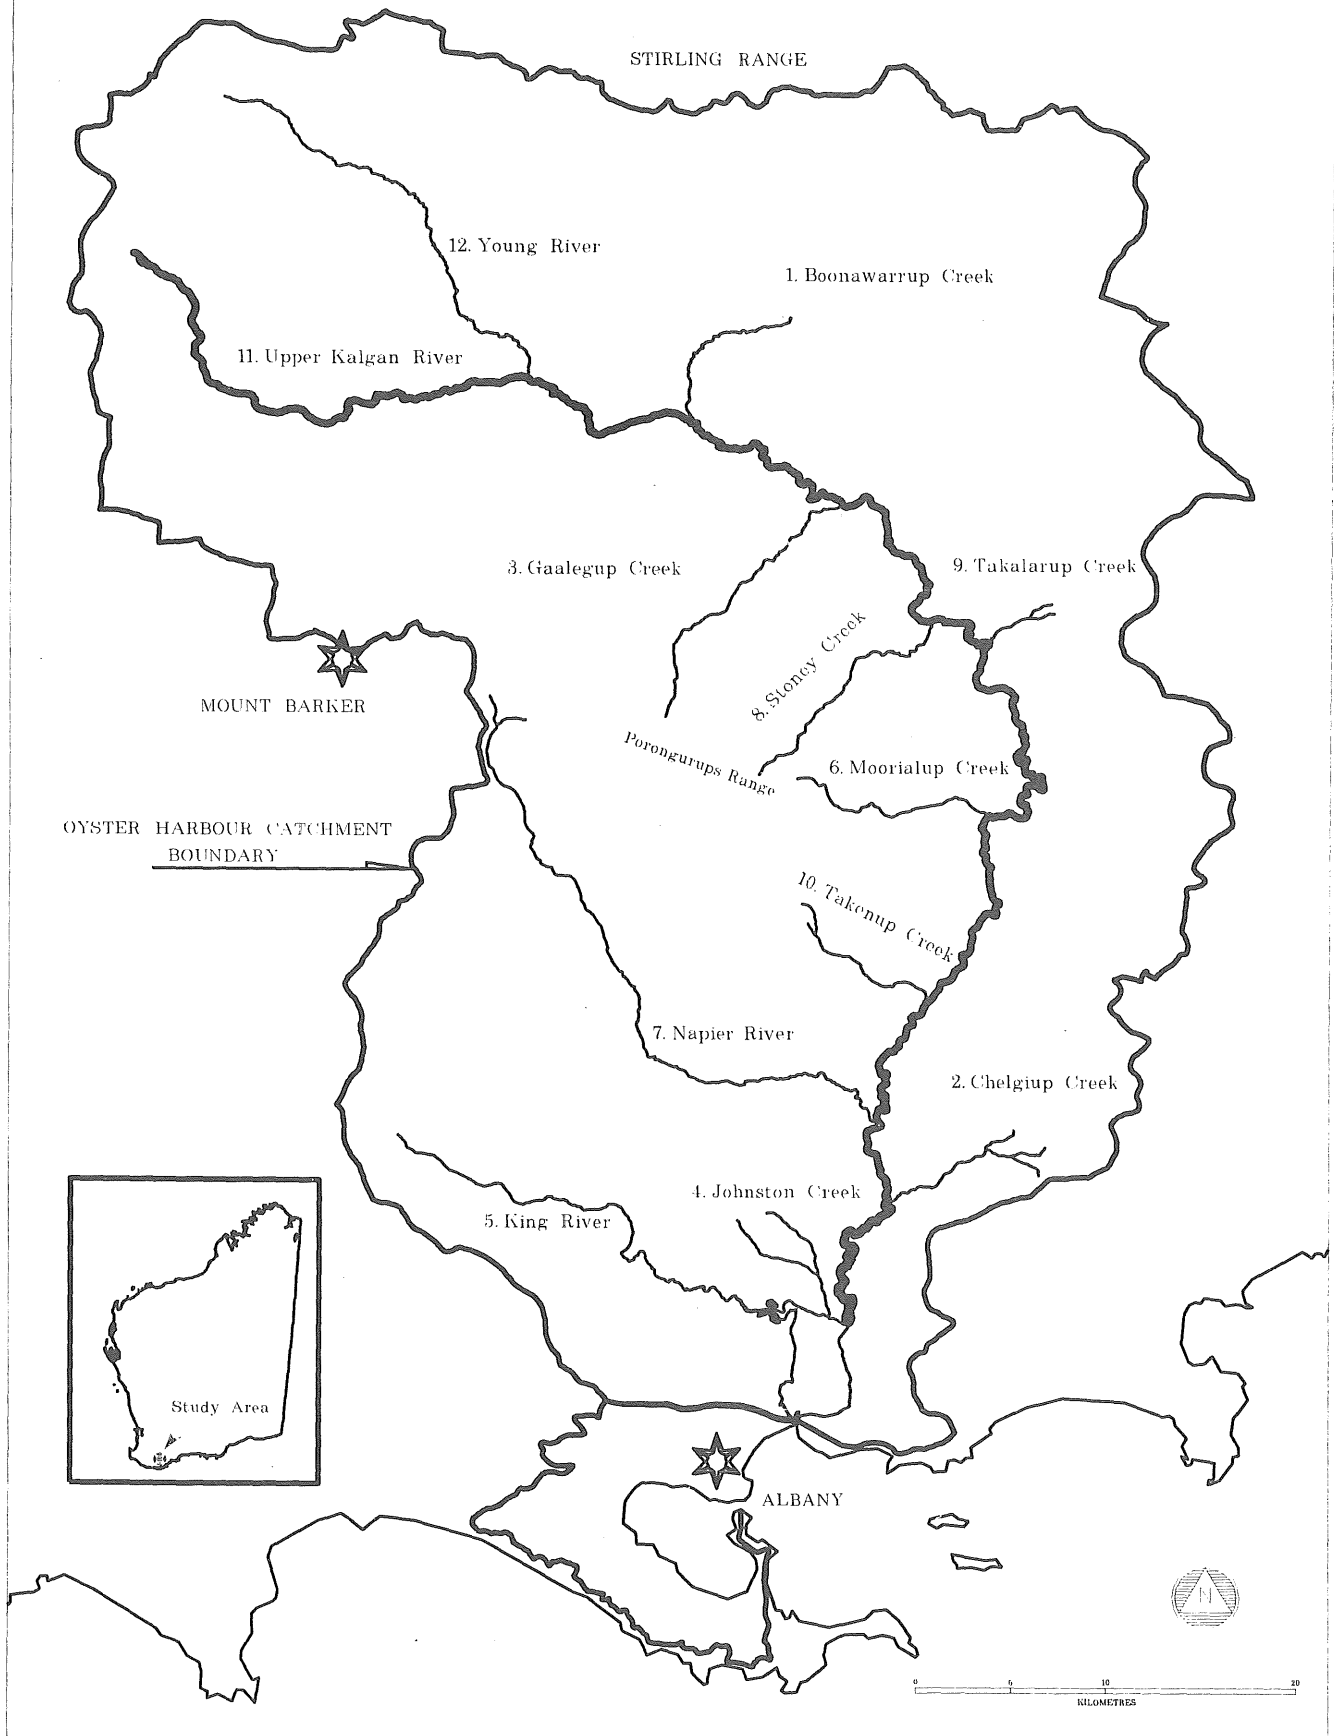 STIRLING RANGE
12. Young River
1. Boonawarrup Creek
11. Upper Kalgan River
3. Gaalegup Creek
9. Takalarup Creek
8. Stoney Creek
MOUNT BARKER
Porongurups Range
6. Moorialup Creek
OYSTER HARBOUR CATCHMENT
BOUNDARY
10. Takenup Creek
7. Napier River
2. Chelgiup Creek
4. Johnston Creek
5. King River
Study Area
ALBANY
N
0 5 10 20
KILOMETRES